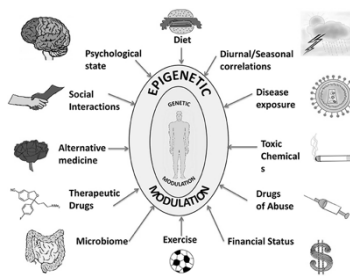 Diet
Psychological
state
Diurnal/Seasonal
correlations
Social
Interactions
Disease
exposure
EPIGENETIC
GENETIC
Alternative
medicine
Toxic
Chemical
s
MODULATION
MODULATION
Therapeutic
Drugs
Drugs
of Abuse
Microbiome
Exercise
Financial Status
$